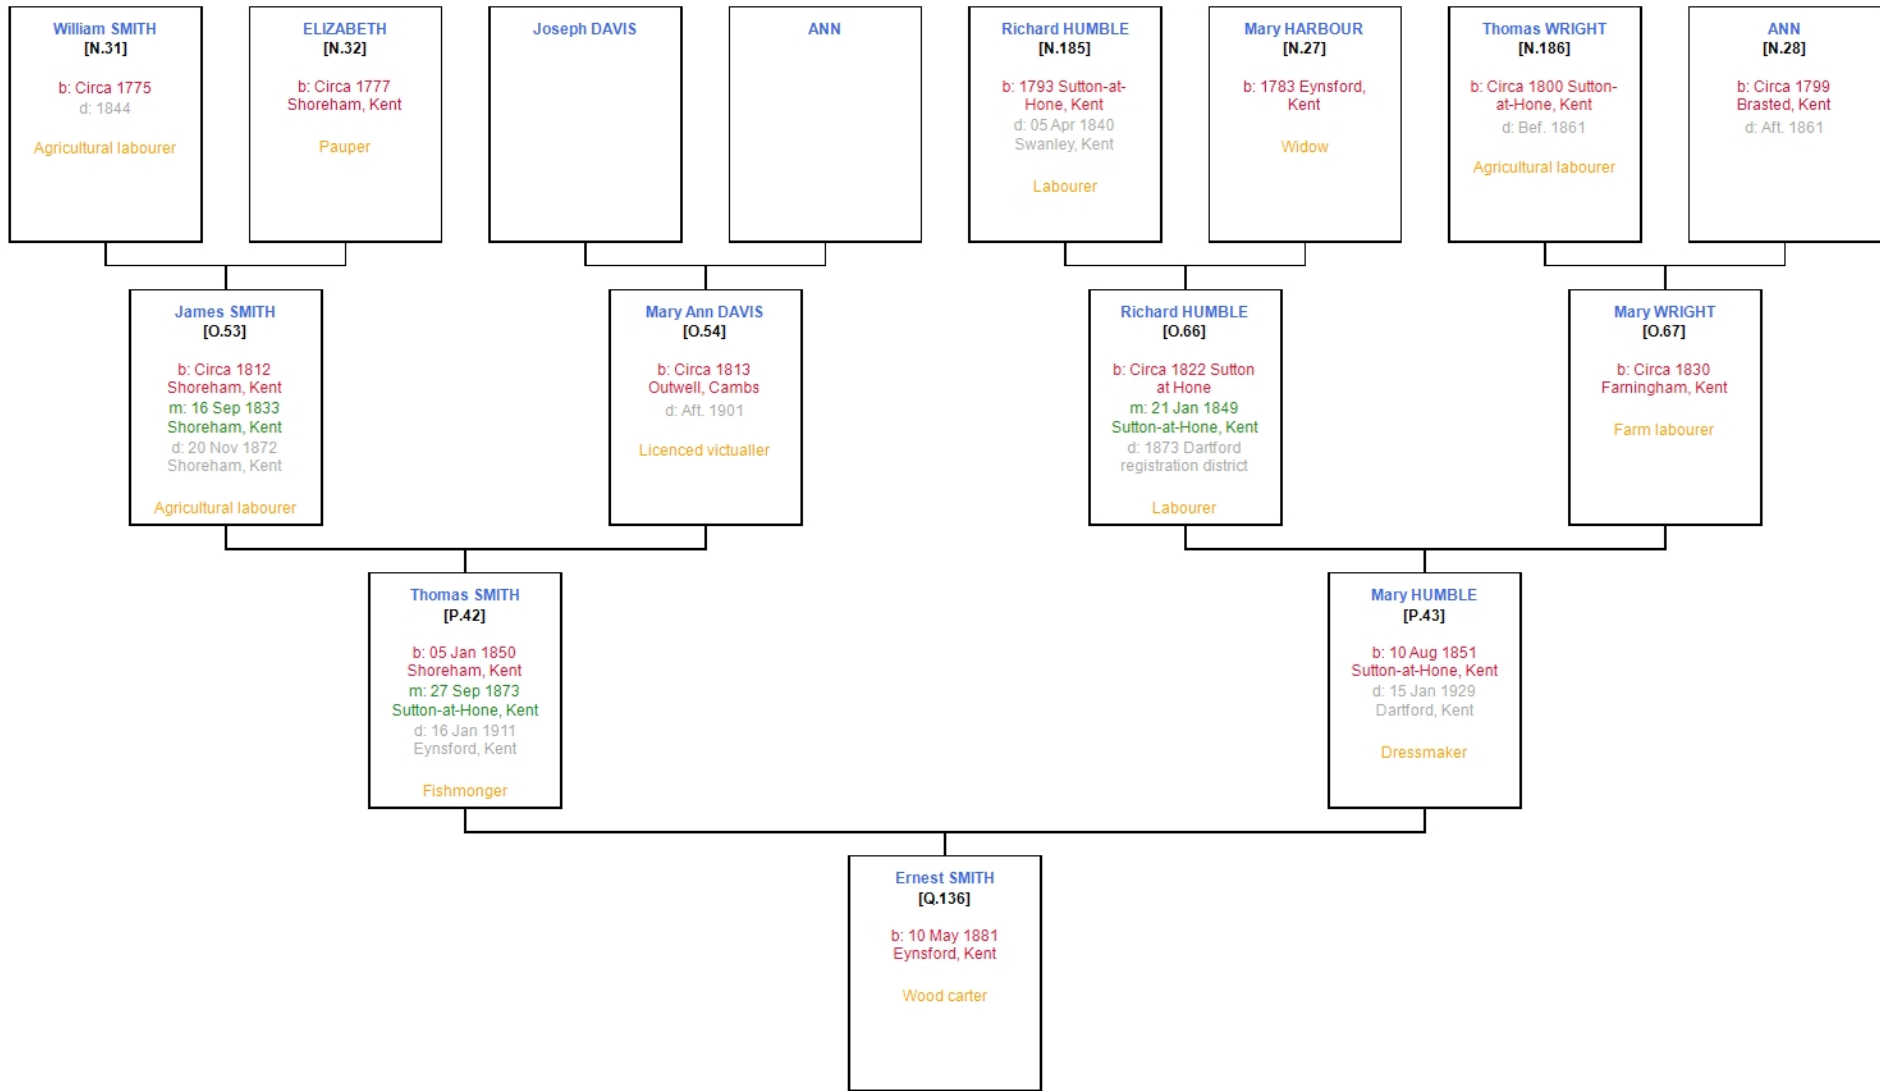 William SMITH
[N.31]
b: Circa 1775
d: 1844
Agricultural labourer
ELIZABETH
[N.32]
b: Circa 1777
Shoreham, Kent
Pauper
Joseph DAVIS
ANN
Richard HUMBLE
[N.185]
b: 1793 Sutton-at-
Hone, Kent
d: 05 Apr 1840
Swanley, Kent
Labourer
Mary HARBOUR
[N.27]
b: 1783 Eynsford,
Kent
Widow
Thomas WRIGHT
[N.186]
b: Circa 1800 Sutton-
at-Hone, Kent
d: Bef. 1861
Agricultural labourer
ANN
[N.28]
b: Circa 1799
Brasted, Kent
d: Aft. 1861
James SMITH
[O.53]
b: Circa 1812
Shoreham, Kent
m: 16 Sep 1833
Shoreham, Kent
d: 20 Nov 1872
Shoreham, Kent
Agricultural labourer
Mary Ann DAVIS
[O.54]
b: Circa 1813
Outwell, Cambs
d: Aft. 1901
Licenced victualler
Richard HUMBLE
[O.66]
b: Circa 1822 Sutton
at Hone
m: 21 Jan 1849
Sutton-at-Hone, Kent
d: 1873 Dartford
registration district
Labourer
Mary WRIGHT
[O.67]
b: Circa 1830
Farningham, Kent
Farm labourer
Thomas SMITH
[P.42]
b: 05 Jan 1850
Shoreham, Kent
m: 27 Sep 1873
Sutton-at-Hone, Kent
d: 16 Jan 1911
Eynsford, Kent
Fishmonger
Mary HUMBLE
[P.43]
b: 10 Aug 1851
Sutton-at-Hone, Kent
d: 15 Jan 1929
Dartford, Kent
Dressmaker
Ernest SMITH
[Q.136]
b: 10 May 1881
Eynsford, Kent
Wood carter